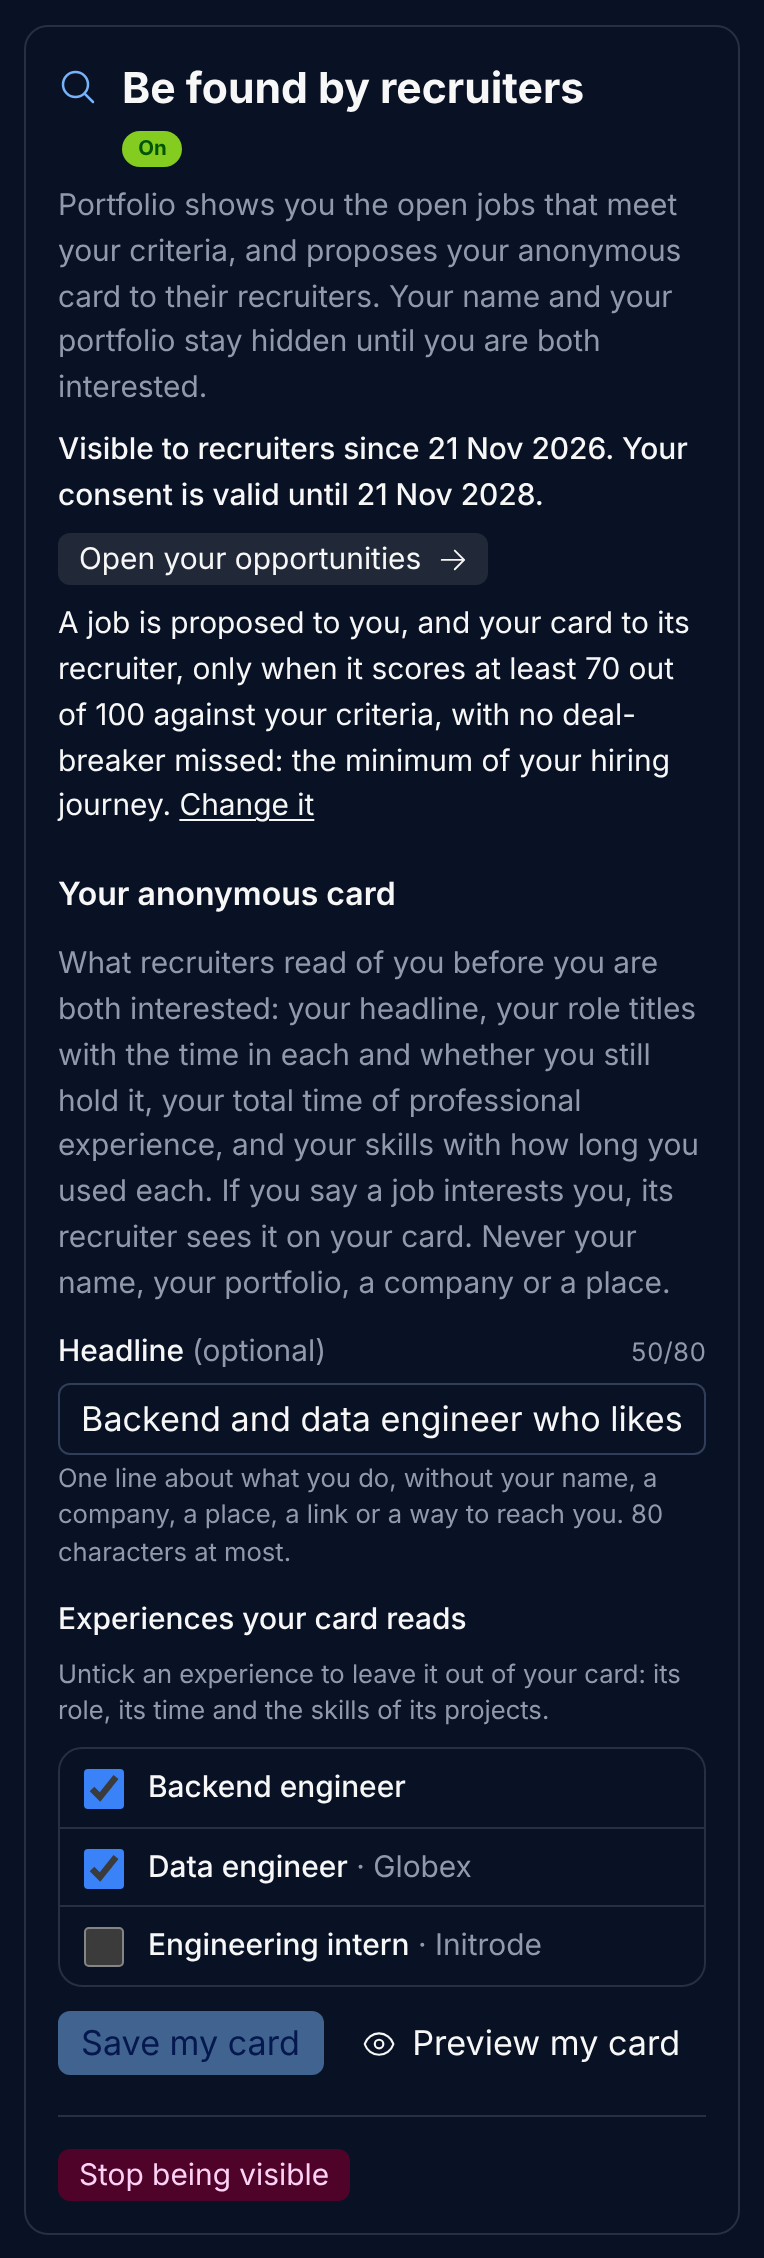 Be found by recruiters
On
Portfolio shows you the open jobs that meet
your criteria, and proposes your anonymous
card to their recruiters. Your name and your
portfolio stay hidden until you are both
interested.
Visible to recruiters since 21 Nov 2026. Your
consent is valid until 21 Nov 2028.
Open your opportunities →
A job is proposed to you, and your card to its
recruiter, only when it scores at least 70 out
of 100 against your criteria, with no deal-
breaker missed: the minimum of your hiring
journey. Change it
Your anonymous card
What recruiters read of you before you are
both interested: your headline, your role titles
with the time in each and whether you still
hold it, your total time of professional
experience, and your skills with how long you
used each. If you say a job interests you, its
recruiter sees it on your card. Never your
name, your portfolio, a company or a place.
Headline (optional) 50/80
Backend and data engineer who likes
One line about what you do, without your name, a
company, a place, a link or a way to reach you. 80
characters at most.
Experiences your card reads
Untick an experience to leave it out of your card: its
role, its time and the skills of its projects.
Backend engineer
Data engineer · Globex
Engineering intern · Initrode
Save my card Preview my card
Stop being visible